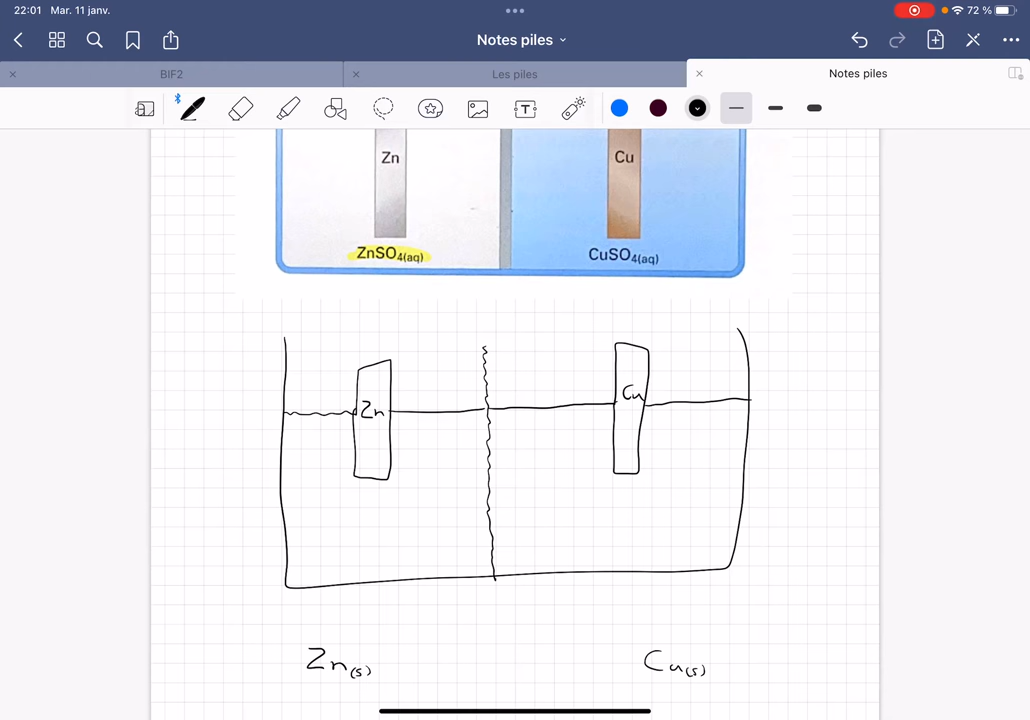 22:01 Mar. 11 janv.
72 %
Notes piles
BIF2
Les piles
Notes piles
T
Zn
Cu
ZnSO4(aq)
CuSO4(aq)
Zn
Cu
Zn(s)
Cu(s)